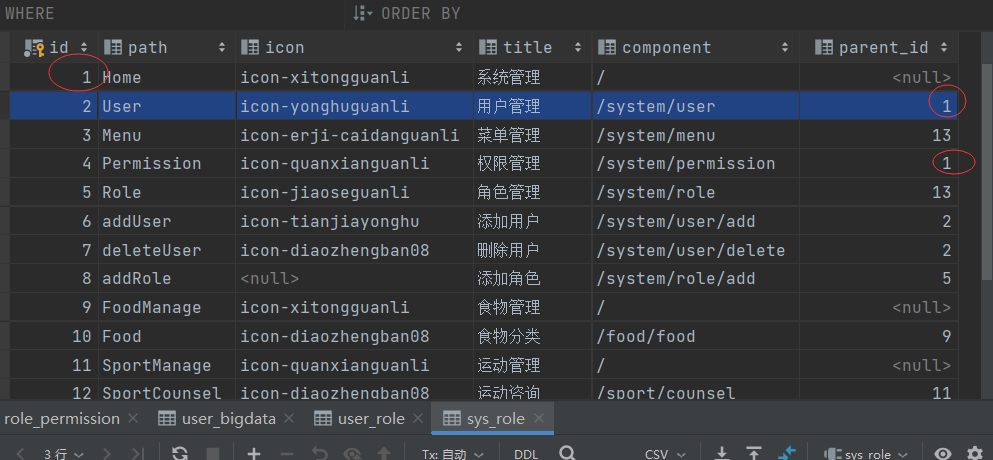 WHERE ORDER BY
id path icon title component parent_id
1 Home icon-xitongguanli 系统管理 / <null>
2 User icon-yonghuguanli 用户管理 /system/user 1
3 Menu icon-erji-caidanguanli 菜单管理 /system/menu 13
4 Permission icon-quanxianguanli 权限管理 /system/permission 1
5 Role icon-jiaoseguanli 角色管理 /system/role 13
6 addUser icon-tianjiayonghu 添加用户 /system/user/add 2
7 deleteUser icon-diaozhengban08 删除用户 /system/user/delete 2
8 addRole <null> 添加角色 /system/role/add 5
9 FoodManage icon-xitongguanli 食物管理 / <null>
10 Food icon-diaozhengban08 食物分类 /food/food 9
11 SportManage icon-quanxianguanli 运动管理 / <null>
12 SportCounsel icon-diaozhengban08 运动咨询 /sport/counsel 11
role_permission user_bigdata user_role sys_role
3 行 Tx: 自动 DDL CSV sys_role